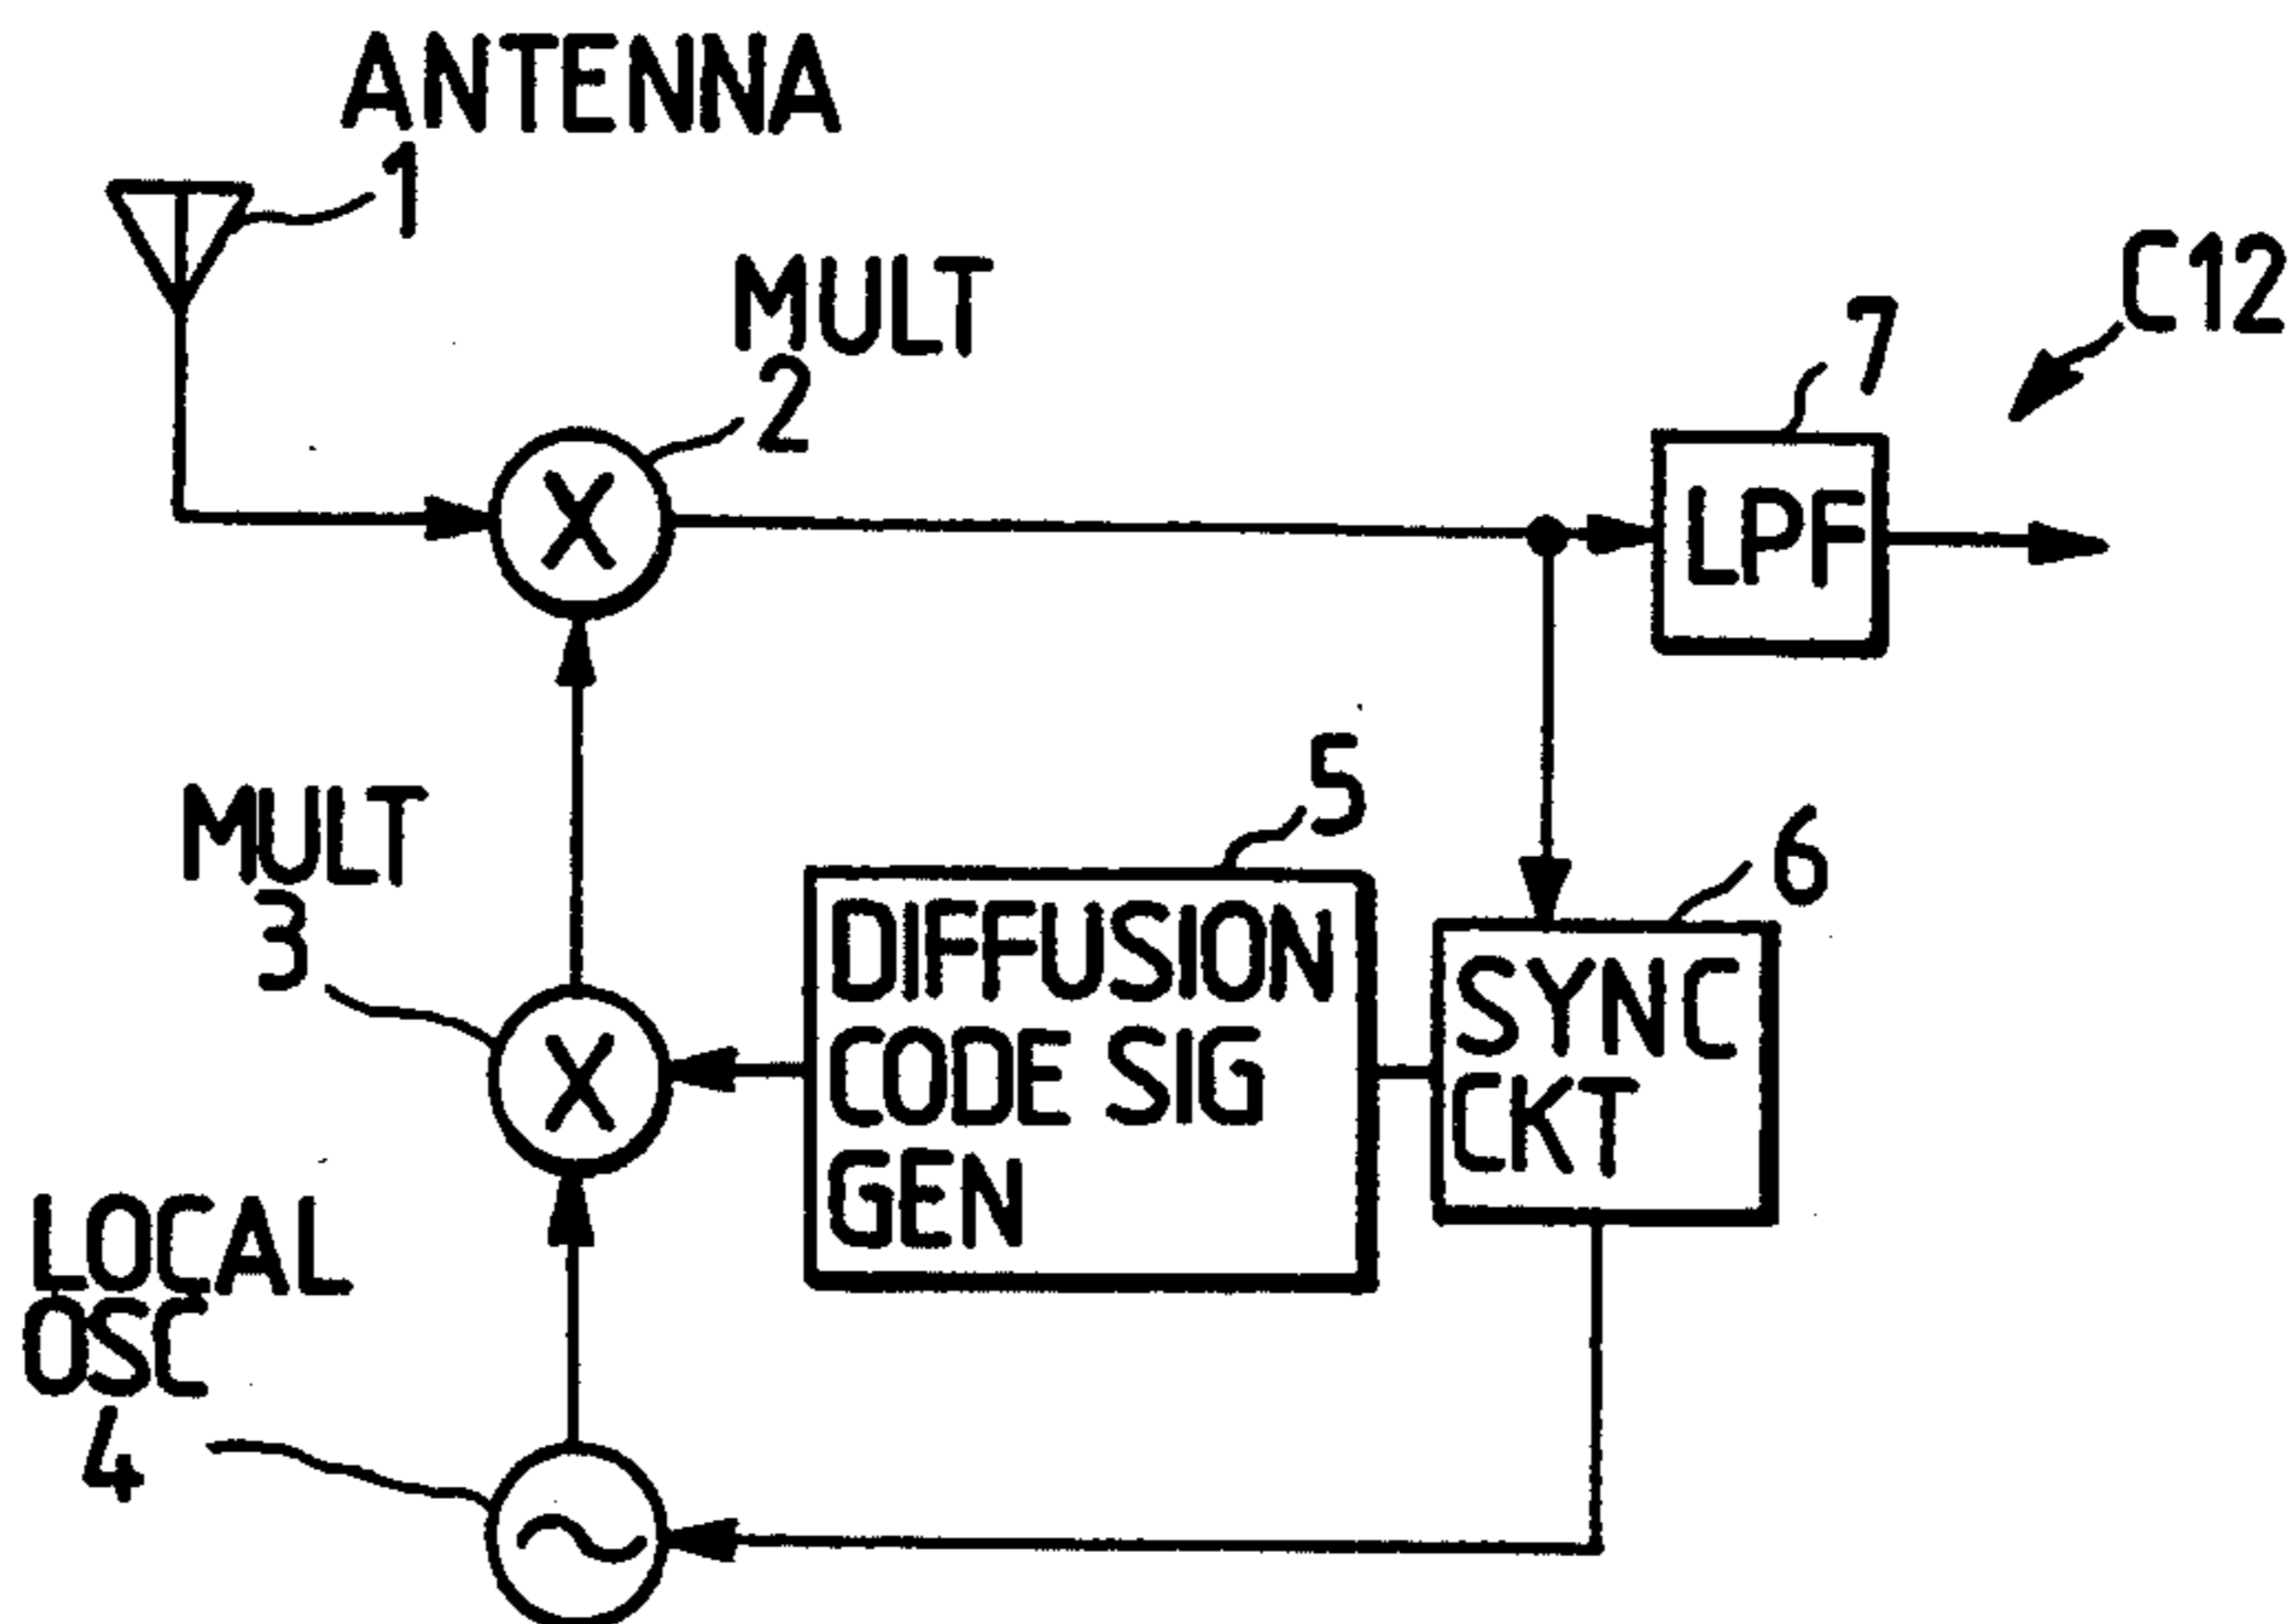 ANTENNA
1
MULT
2
C12
7
X
LPF
MULT
3
5
6
DIFFUSION
CODE SIG
GEN
SYNC
CKT
X
LOCAL
OSC
4